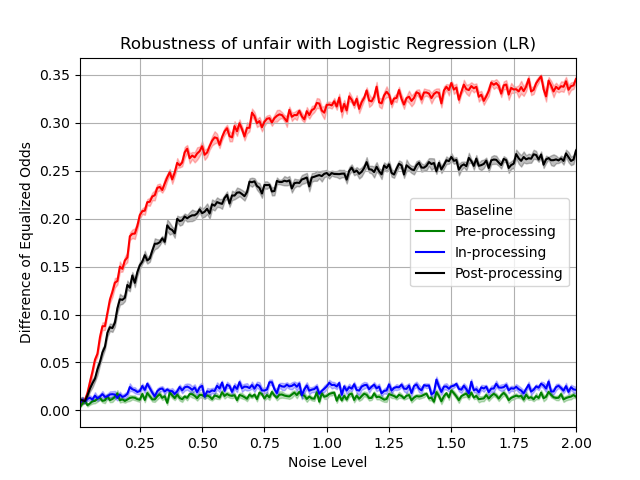 Robustness of unfair with Logistic Regression (LR)
0.35
0.30
0.25
0.20
0.15
0.10
0.05
0.00
Difference of Equalized Odds
Baseline
Pre-processing
In-processing
Post-processing
0.25 0.50 0.75 1.00 1.25 1.50 1.75 2.00
Noise Level